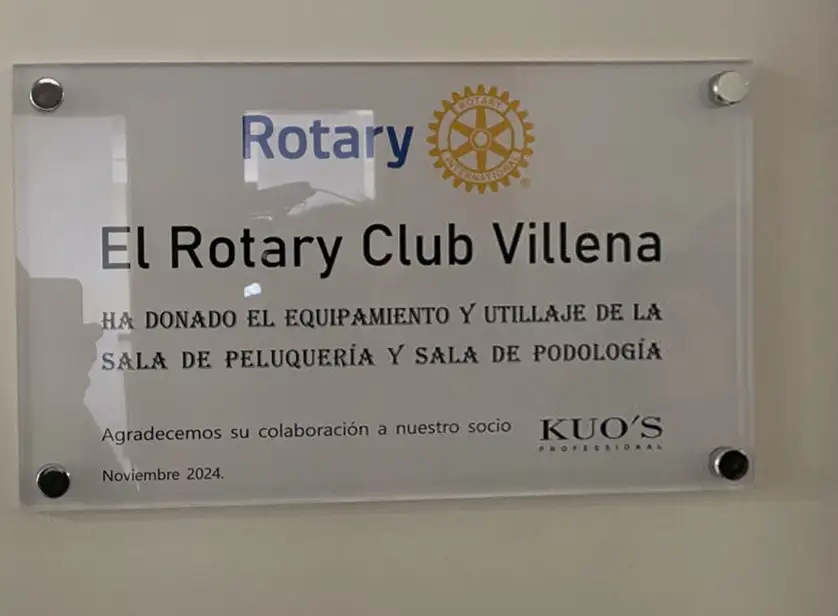 Rotary
ROTARY
INTERNATIONAL
El Rotary Club Villena
HA DONADO EL EQUIPAMIENTO Y UTILLAJE DE LA
SALA DE PELUQUERÍA Y SALA DE PODOLOGÍA
Agradecemos su colaboración a nuestro socio
KUO'S
PROFESSIONAL
Noviembre 2024.